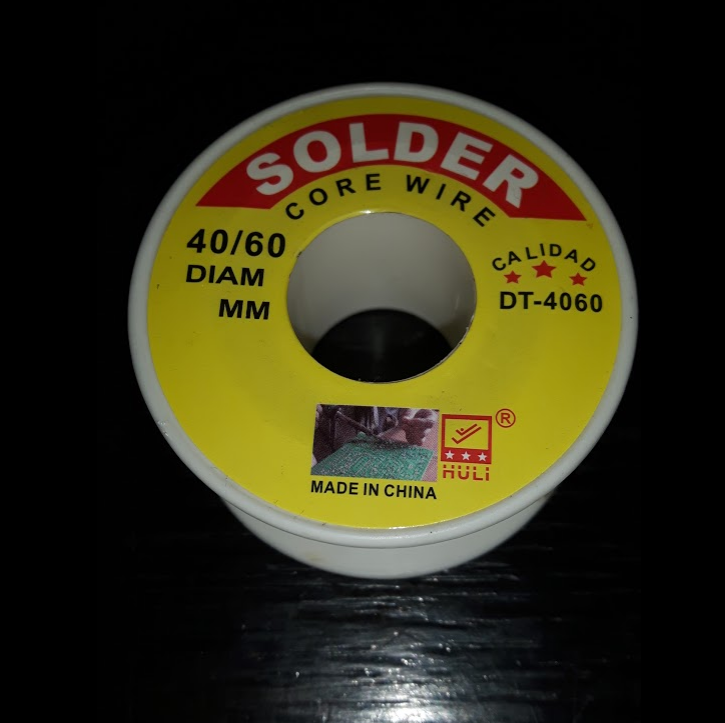 SOLDER
CORE WIRE
40/60
DIAM
MM
CALIDAD
DT-4060
®
HULI
MADE IN CHINA